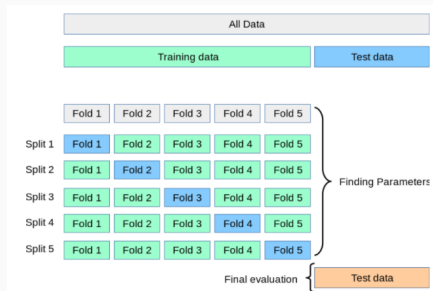 All Data
Training data Test data
Fold 1 Fold 2 Fold 3 Fold 4 Fold 5
Split 1 Fold 1 Fold 2 Fold 3 Fold 4 Fold 5
Split 2 Fold 1 Fold 2 Fold 3 Fold 4 Fold 5
Finding Parameters
Split 3 Fold 1 Fold 2 Fold 3 Fold 4 Fold 5
Split 4 Fold 1 Fold 2 Fold 3 Fold 4 Fold 5
Split 5 Fold 1 Fold 2 Fold 3 Fold 4 Fold 5
Final evaluation Test data